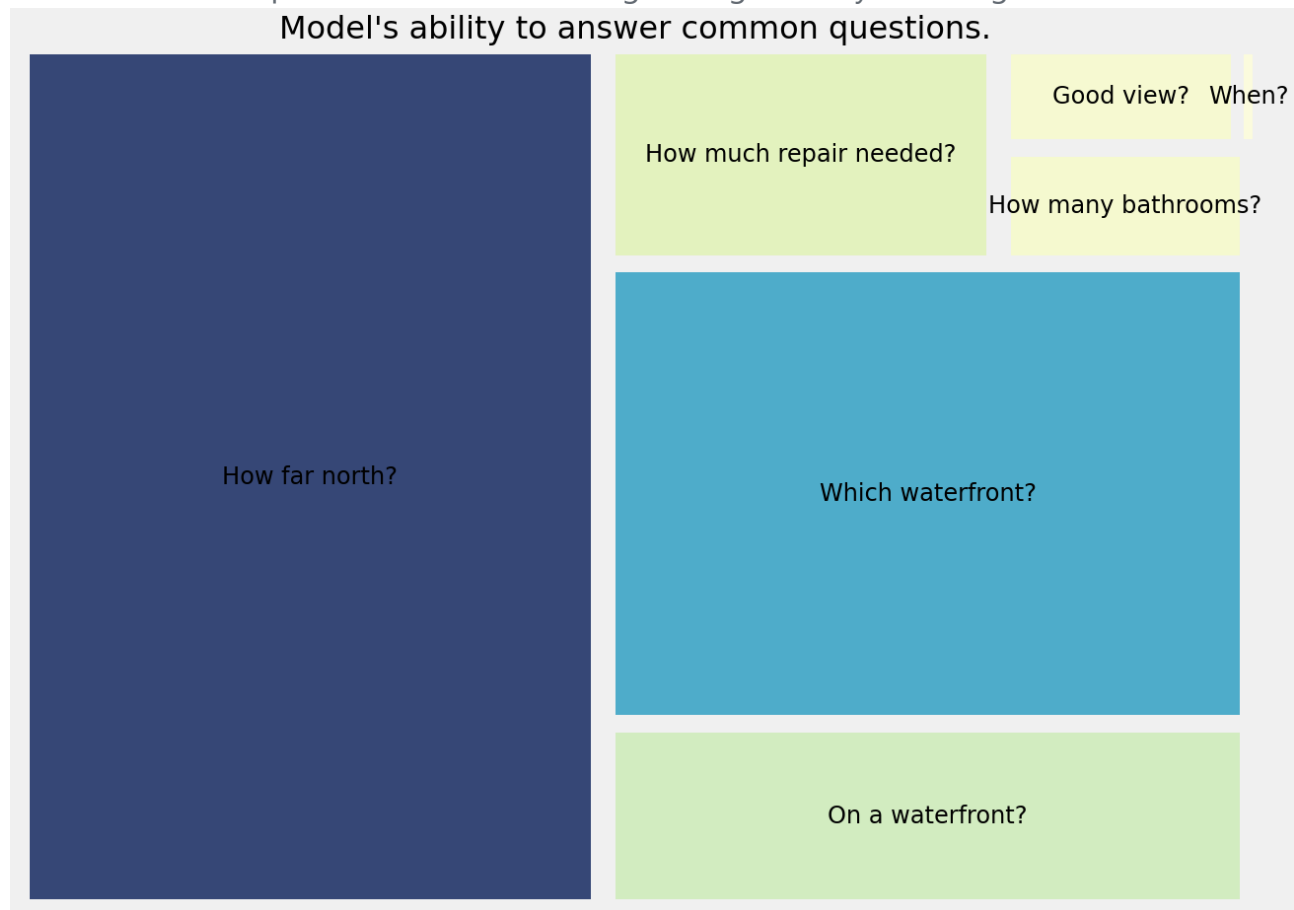 Model's ability to answer common questions.
How much repair needed?
Good view?
When?
How many bathrooms?
How far north?
Which waterfront?
On a waterfront?